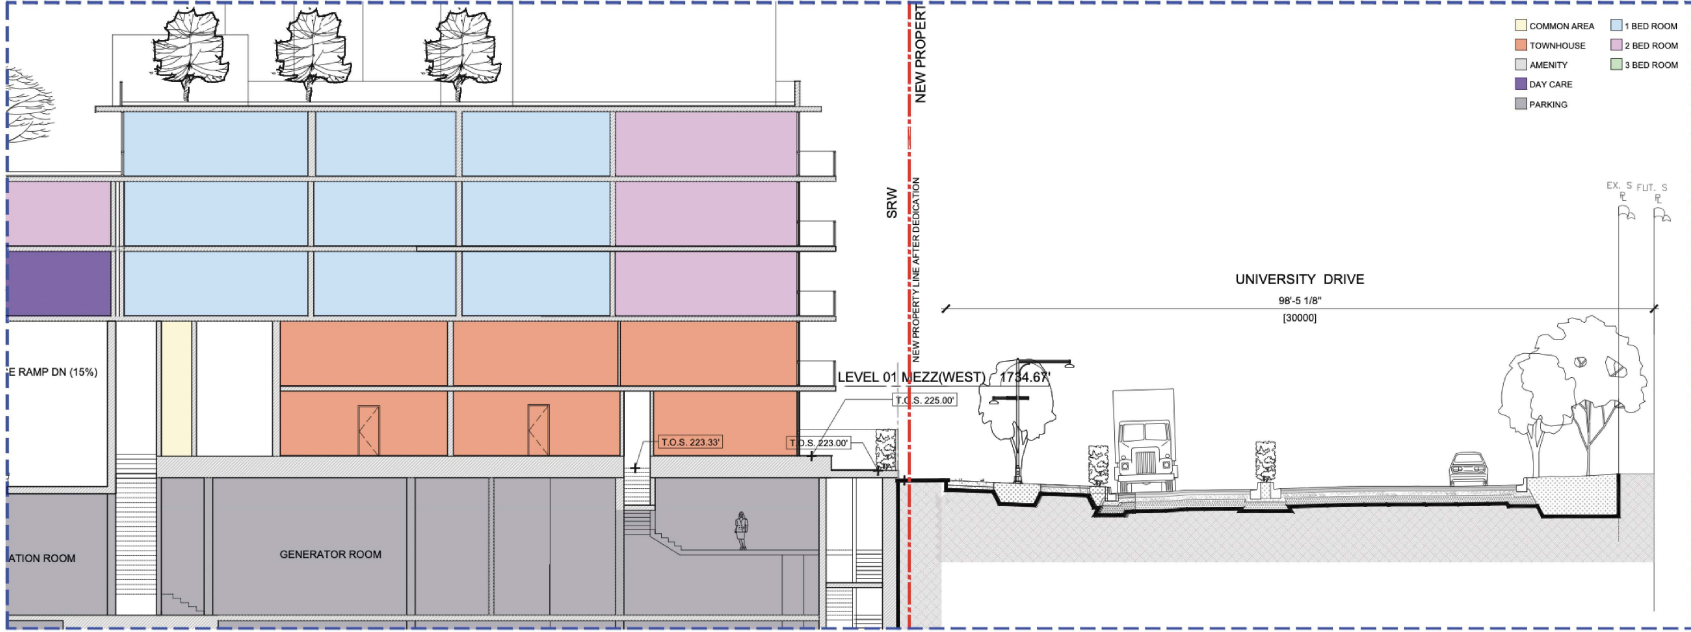 NEW PROPERT
COMMON AREA
1 BED ROOM
TOWNHOUSE
2 BED ROOM
AMENITY
3 BED ROOM
DAY CARE
PARKING
SRW
NEW PROPERTY LINE AFTER DEDICATION
EX. S
PL
FUT. S
PL
UNIVERSITY DRIVE
98'-5 1/8"
[30000]
E RAMP DN (15%)
LEVEL 01 MEZZ(WEST) 1734.67'
T.O.S. 225.00'
T.O.S. 223.33'
T.O.S. 223.00'
ATION ROOM
GENERATOR ROOM